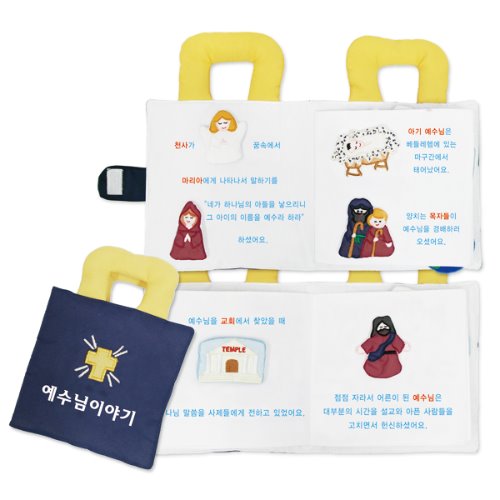 천사가 꿈속에서
마리아에게 나타나서 말하기를
"네가 하나님의 아들을 낳으리니
그 아이의 이름을 예수라 하라"
하셨어요.
아기 예수님은
베들레헴에 있는
마구간에서
태어났어요.
양치는 목자들이
예수님을 경배하러
오셨어요.
예수님을 교회에서 찾았을 때
TEMPLE
나님 말씀을 사제들에게 전하고 있었어요.
점점 자라서 어른이 된 예수님은
대부분의 시간을 설교와 아픈 사람들을
고치면서 헌신하셨어요.
예수님이야기